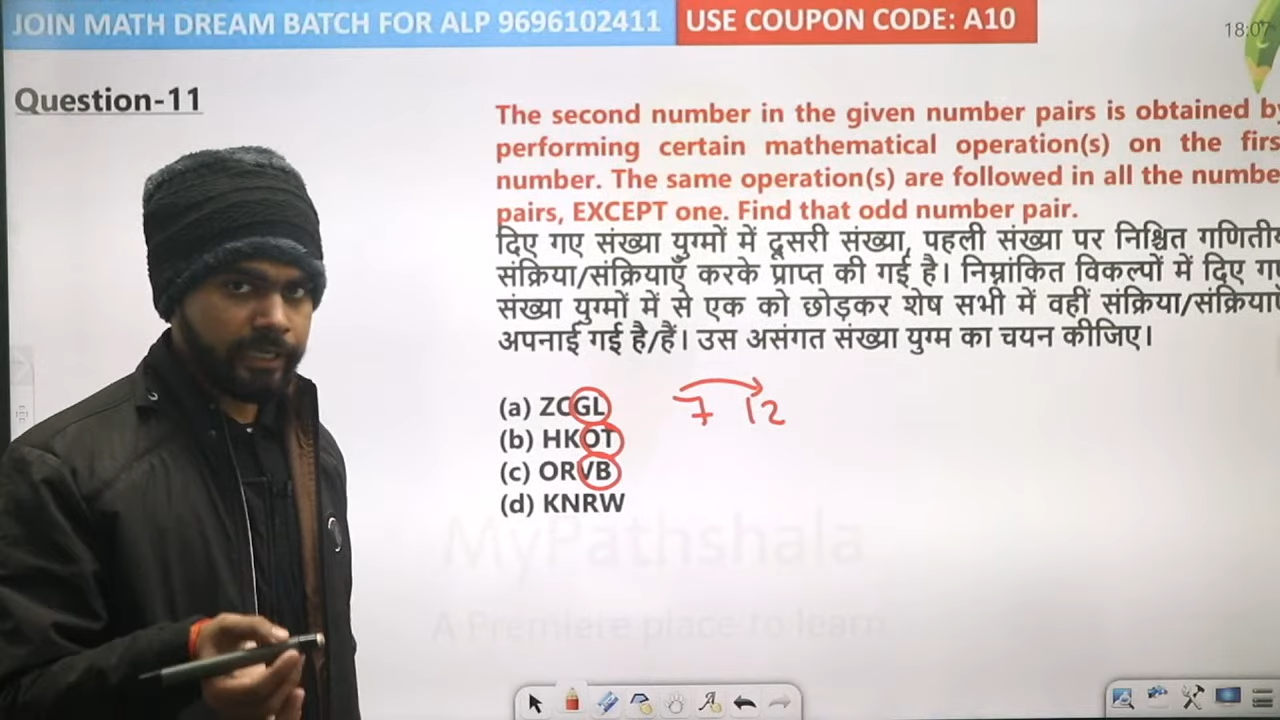 JOIN MATH DREAM BATCH FOR ALP 9696102411 USE COUPON CODE: A10
18:07
Question-11
The second number in the given number pairs is obtained by
performing certain mathematical operation(s) on the firs
number. The same operation(s) are followed in all the numbe
pairs, EXCEPT one. Find that odd number pair.
दिए गए संख्या युग्मों में दूसरी संख्या, पहली संख्या पर निश्चित गणितीय
संक्रिया/संक्रियाएँ करके प्राप्त की गई है। निम्नांकित विकल्पों में दिए गए
संख्या युग्मों में से एक को छोड़कर शेष सभी में वहीं संक्रिया/संक्रियाएँ
अपनाई गई है/हैं। उस असंगत संख्या युग्म का चयन कीजिए।
(a) ZCGL 7 12
(b) HKOT
(c) ORVB
(d) KNRW
MyPathshala
A Premiere place to learn